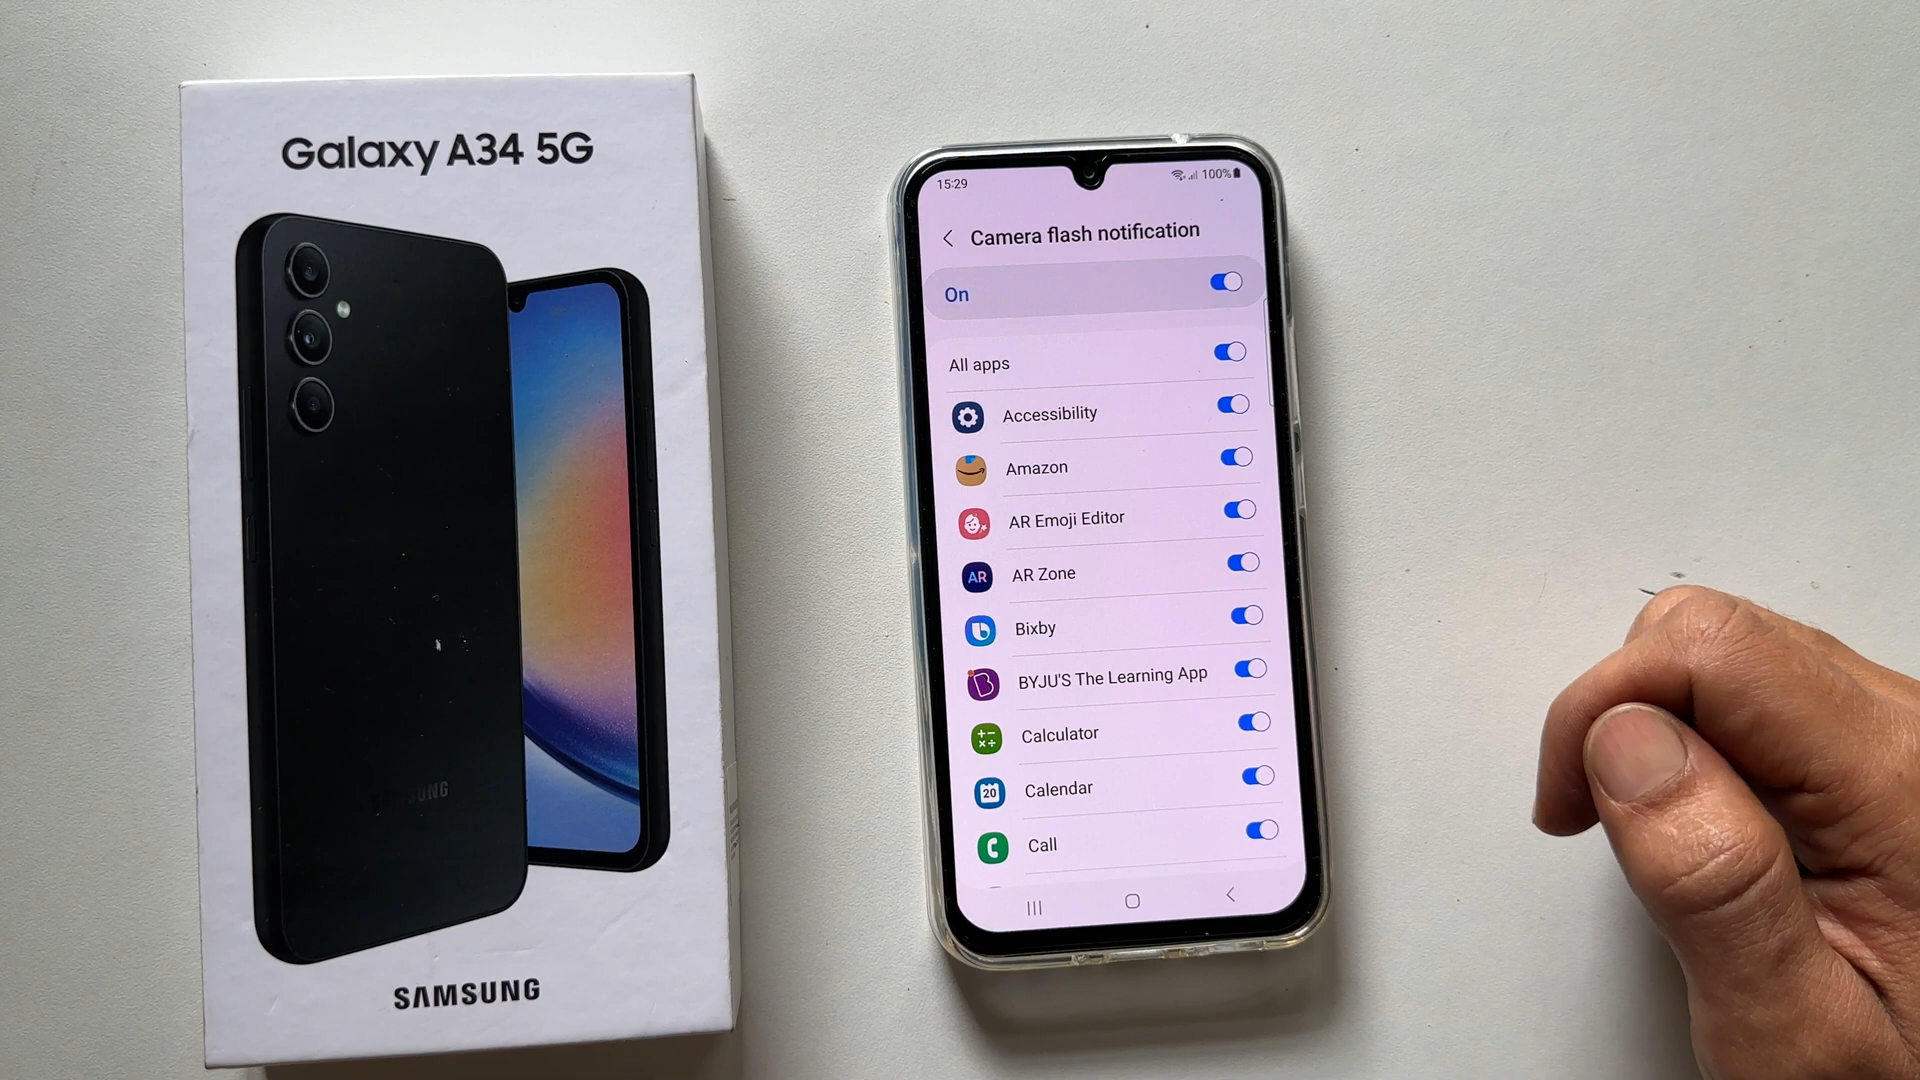 Galaxy A34 5G
SAMSUNG
15:29
100%
Camera flash notification
On
All apps
Accessibility
Amazon
AR Emoji Editor
AR
AR Zone
Bixby
BYJU'S The Learning App
Calculator
20
Calendar
Call